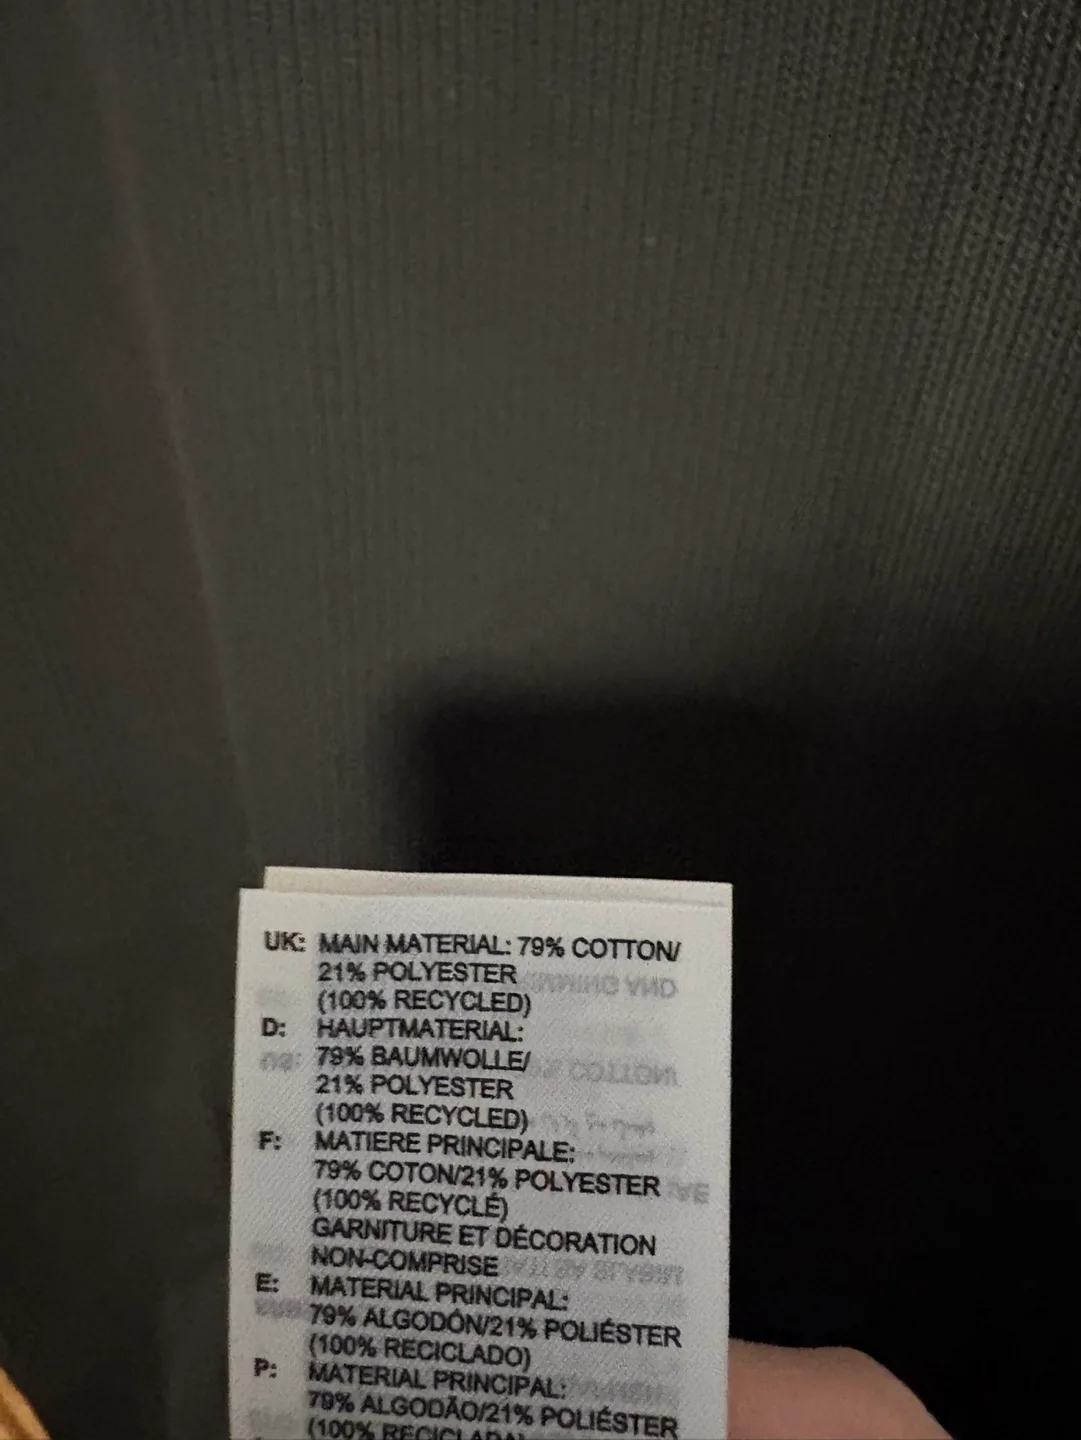 UK: MAIN MATERIAL: 79% COTTON/
21% POLYESTER
(100% RECYCLED)
D: HAUPTMATERIAL:
79% BAUMWOLLE/
21% POLYESTER
(100% RECYCLED)
F: MATIERE PRINCIPALE:
79% COTON/21% POLYESTER
(100% RECYCLÉ)
GARNITURE ET DÉCORATION
NON-COMPRISE
E: MATERIAL PRINCIPAL:
79% ALGODÓN/21% POLIÉSTER
(100% RECICLADO)
P: MATERIAL PRINCIPAL:
79% ALGODÃO/21% POLIÉSTER
(100%